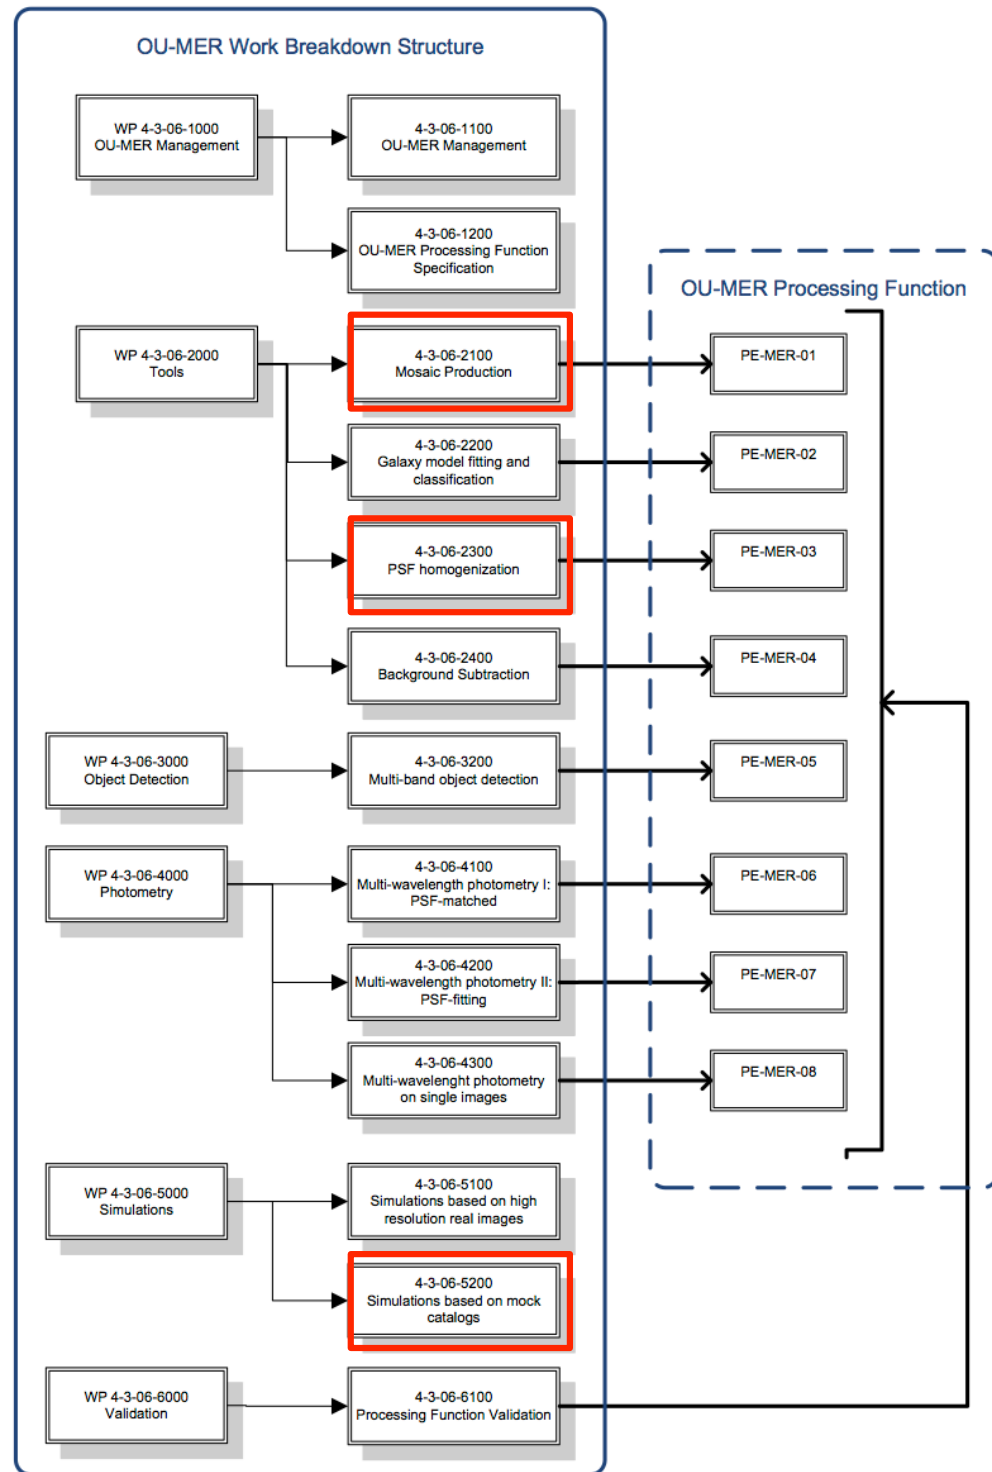 OU-MER Work Breakdown Structure
WP 4-3-06-1000
OU-MER Management
4-3-06-1100
OU-MER Management
4-3-06-1200
OU-MER Processing Function
Specification
WP 4-3-06-2000
Tools
4-3-06-2100
Mosaic Production
4-3-06-2200
Galaxy model fitting and
classification
4-3-06-2300
PSF homogenization
4-3-06-2400
Background Subtraction
WP 4-3-06-3000
Object Detection
4-3-06-3200
Multi-band object detection
WP 4-3-06-4000
Photometry
4-3-06-4100
Multi-wavelength photometry I:
PSF-matched
4-3-06-4200
Multi-wavelength photometry II:
PSF-fitting
4-3-06-4300
Multi-wavelenght photometry
on single images
WP 4-3-06-5000
Simulations
4-3-06-5100
Simulations based on high
resolution real images
4-3-06-5200
Simulations based on mock
catalogs
WP 4-3-06-6000
Validation
4-3-06-6100
Processing Function Validation
OU-MER Processing Function
PE-MER-01
PE-MER-02
PE-MER-03
PE-MER-04
PE-MER-05
PE-MER-06
PE-MER-07
PE-MER-08